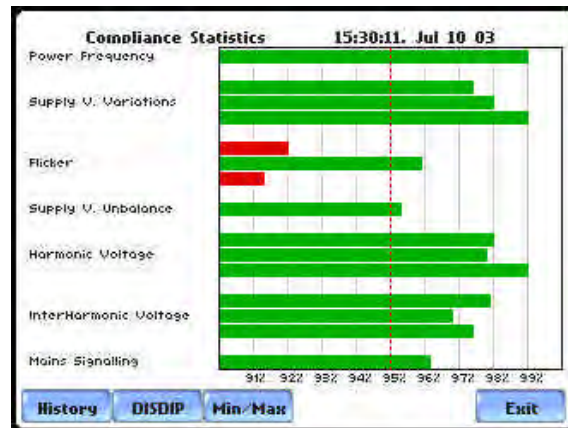 Compliance Statistics 15:30:11. Jul 10 03
Power Frequency
Supply V. Variations
Flicker
Supply V. Unbalance
Harmonic Voltage
InterHarmonic Voltage
Mains Signalling
91% 92% 93% 94% 95% 96% 97% 98% 99%
History DISDIP Min/Max Exit